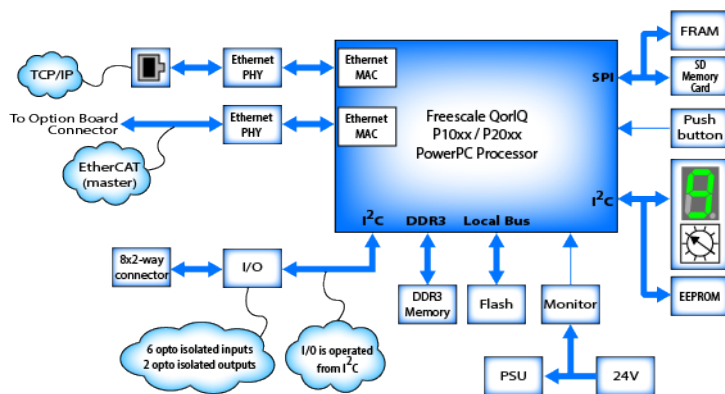 FRAM
TCP/IP
Ethernet
PHY
Ethernet
MAC
SPI
SD
Memory
Card
To Option Board
Connector
Ethernet
PHY
Ethernet
MAC
Freescale QorIQ
P10xx / P20xx
PowerPC Processor
Push
button
EtherCAT
(master)
I²C
9
I²C
DDR3
Local Bus
8x2-way
connector
I/O
DDR3
Memory
Flash
Monitor
EEPROM
6 opto isolated inputs
2 opto isolated outputs
I/0 is operated
from I²C
PSU
24V